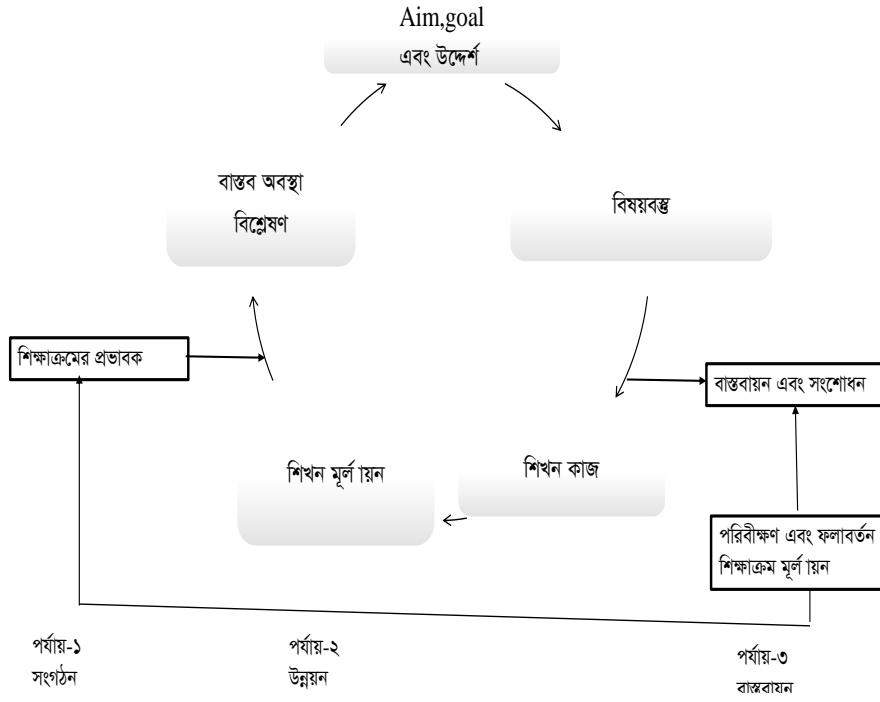 Aim,goal
এবং উদ্দের্শ
বাস্তব অবস্থা
বিশ্লেষণ
বিষয়বস্তু
শিক্ষাক্রমের প্রভাবক
বাস্তবায়ন এবং সংশোধন
শিখন মূর্ল ায়ন
শিখন কাজ
পরিবীক্ষণ এবং ফলাবর্তন
শিক্ষাক্রম মূর্ল ায়ন
পর্যায়-১
সংগঠন
পর্যায়-২
উন্নয়ন
পর্যায়-৩
বাস্তবায়ন